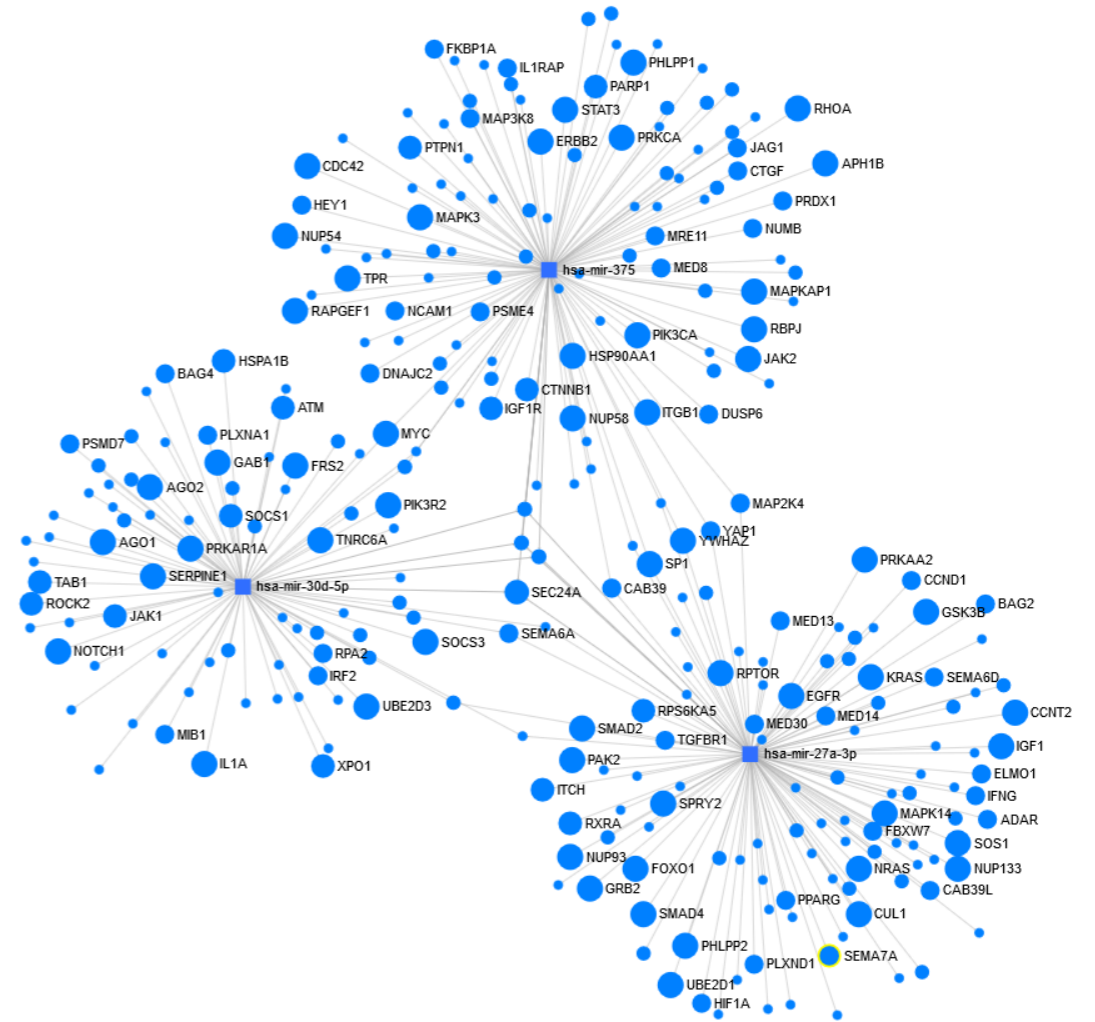 FKBP1A
IL1RAP
PHLPP1
PARP1
STAT3
RHOA
MAP3K8
ERBB2
PRKCA
PTPN1
JAG1
CDC42
CTGF
APH1B
HEY1
PRDX1
MAPK3
NUMB
NUP54
MRE11
hsa-mir-375
MED8
TPR
MAPKAP1
RAPGEF1
NCAM1
PSME4
RBPJ
PIK3CA
HSP90AA1
JAK2
HSPA1B
BAG4
DNAJC2
CTNNB1
ATM
IGF1R
NUP58
ITGB1
DUSP6
PLXNA1
MYC
PSMD7
GAB1
FRS2
AGO2
PIK3R2
MAP2K4
SOCS1
YAP1
AGO1
PRKAR1A
TNRC6A
YWHAZ
SP1
PRKAA2
TAB1
SERPINE1
hsa-mir-30d-5p
SEC24A
CAB39
CCND1
ROCK2
JAK1
BAG2
GSK3B
MED13
SEMA6A
SOCS3
NOTCH1
RPA2
IRF2
RPTOR
KRAS
SEMA6D
EGFR
UBE2D3
RPS6KA5
MED14
CCNT2
MED30
SMAD2
MIB1
TGFBR1
IGF1
hsa-mir-27a-3p
IL1A
XPO1
PAK2
ELMO1
ITCH
IFNG
SPRY2
MAPK14
ADAR
RXRA
FBXW7
SOS1
NUP93
FOXO1
NRAS
NUP133
GRB2
CAB39L
PPARG
SMAD4
CUL1
PHLPP2
SEMA7A
PLXND1
UBE2D1
HIF1A